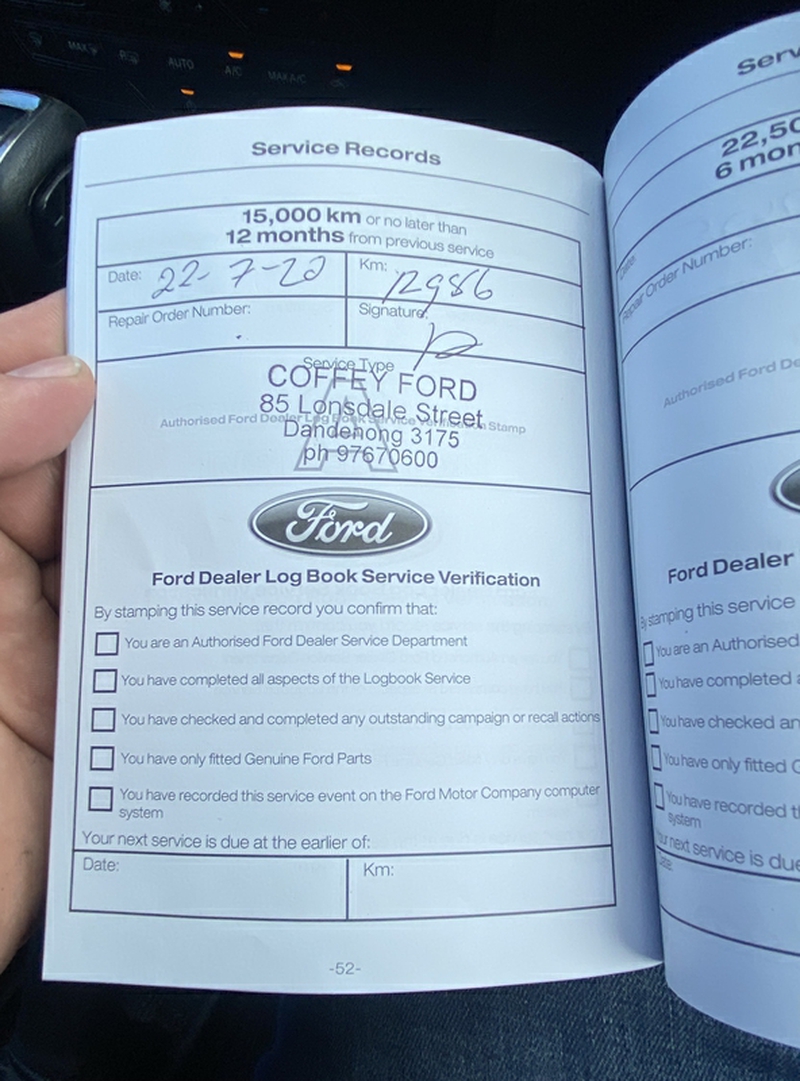 MAX
AUTO
A/C
MAX A/C
Service Records
15,000 km or no later than
12 months from previous service
Date: 22-7-20
Km: 12986
Repair Order Number:
Signature:
Service Type
COFFEY FORD
85 Lonsdale Street
Authorised Ford Dealer Log Book Service Verification Stamp
Dandenong 3175
A
ph 97670600
Ford
Ford Dealer Log Book Service Verification
By stamping this service record you confirm that:
You are an Authorised Ford Dealer Service Department
You have completed all aspects of the Logbook Service
You have checked and completed any outstanding campaign or recall actions
You have only fitted Genuine Ford Parts
You have recorded this service event on the Ford Motor Company computer
system
Your next service is due at the earlier of:
Date:
Km:
-52-
Serv
22,50
6 mon
Date:
Repair Order Number:
Authorised Ford De
Ford Dealer
By stamping this service
You are an Authorised
You have completed a
You have checked an
You have only fitted G
You have recorded t
system
Your next service is due
Date: